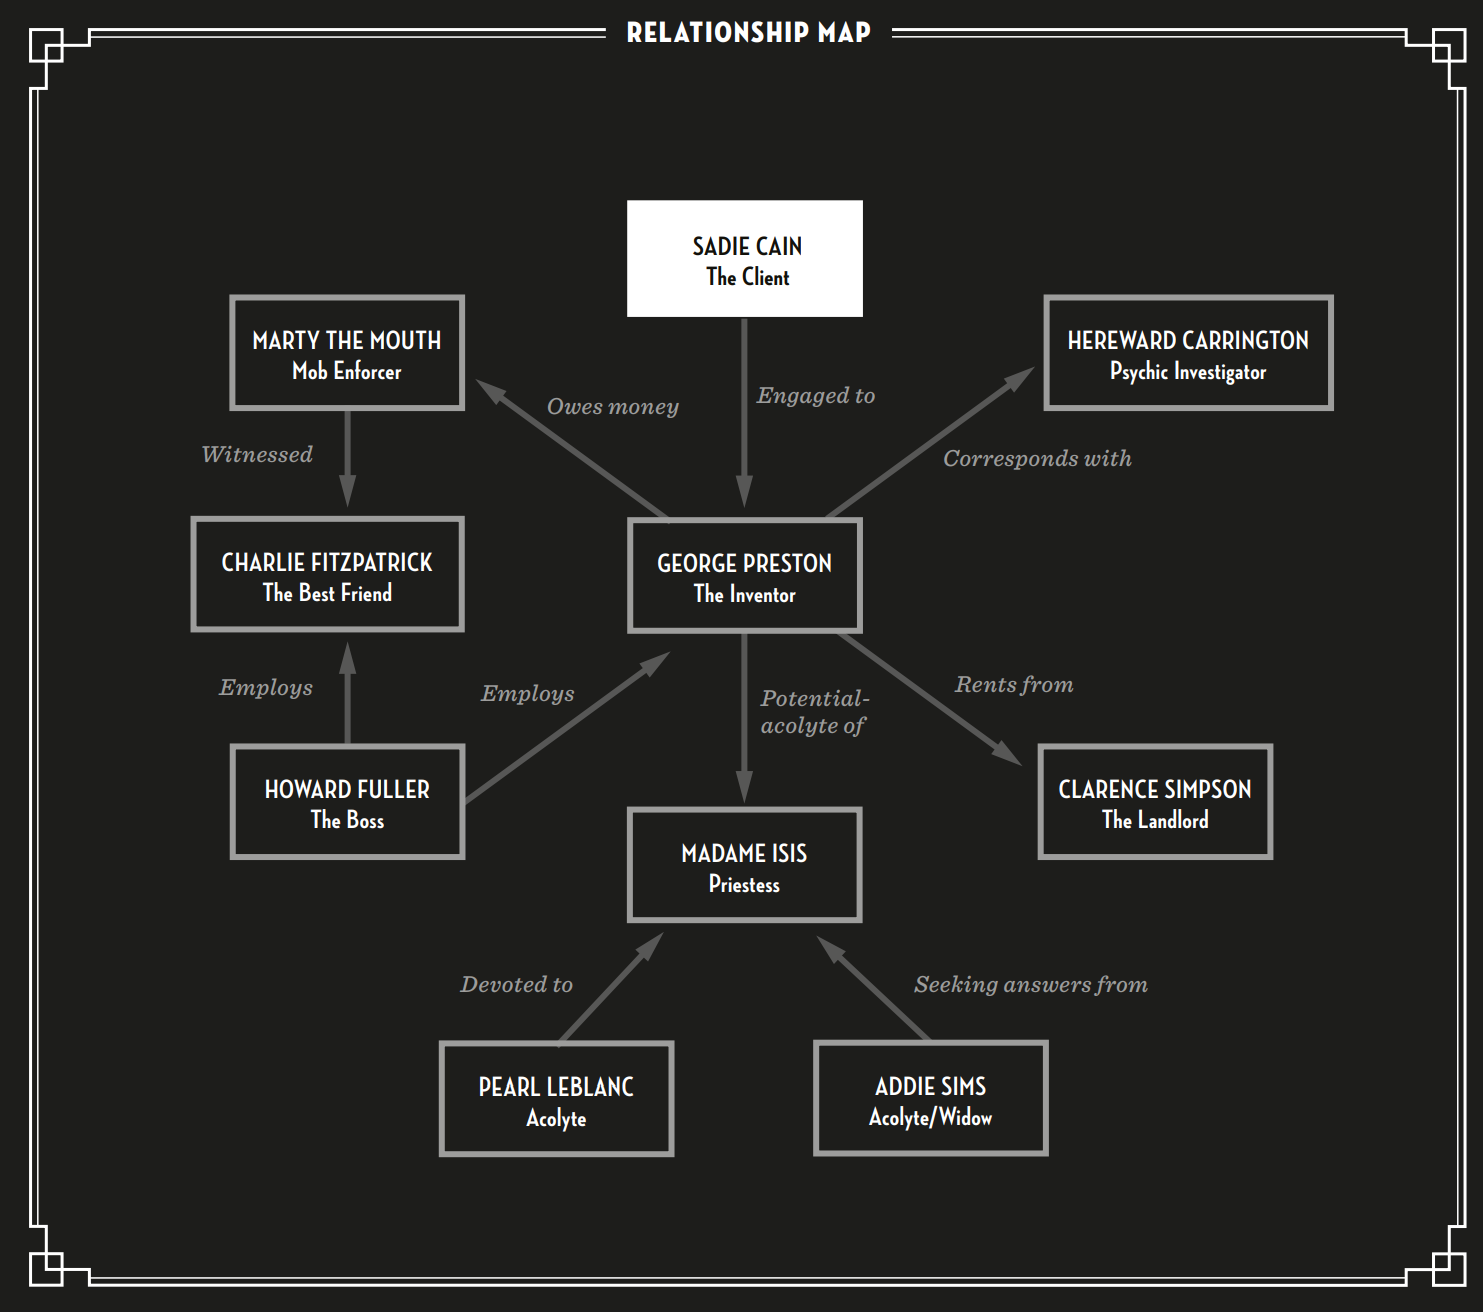 RELATIONSHIP MAP
SADIE CAIN
The Client
MARTY THE MOUTH
Mob Enforcer
HEREWARD CARRINGTON
Psychic Investigator
Owes money
Engaged to
Witnessed
Corresponds with
CHARLIE FITZPATRICK
The Best Friend
GEORGE PRESTON
The Inventor
Employs
Employs
Potential-
acolyte of
Rents from
HOWARD FULLER
The Boss
CLARENCE SIMPSON
The Landlord
MADAME ISIS
Priestess
Devoted to
Seeking answers from
PEARL LEBLANC
Acolyte
ADDIE SIMS
Acolyte/Widow